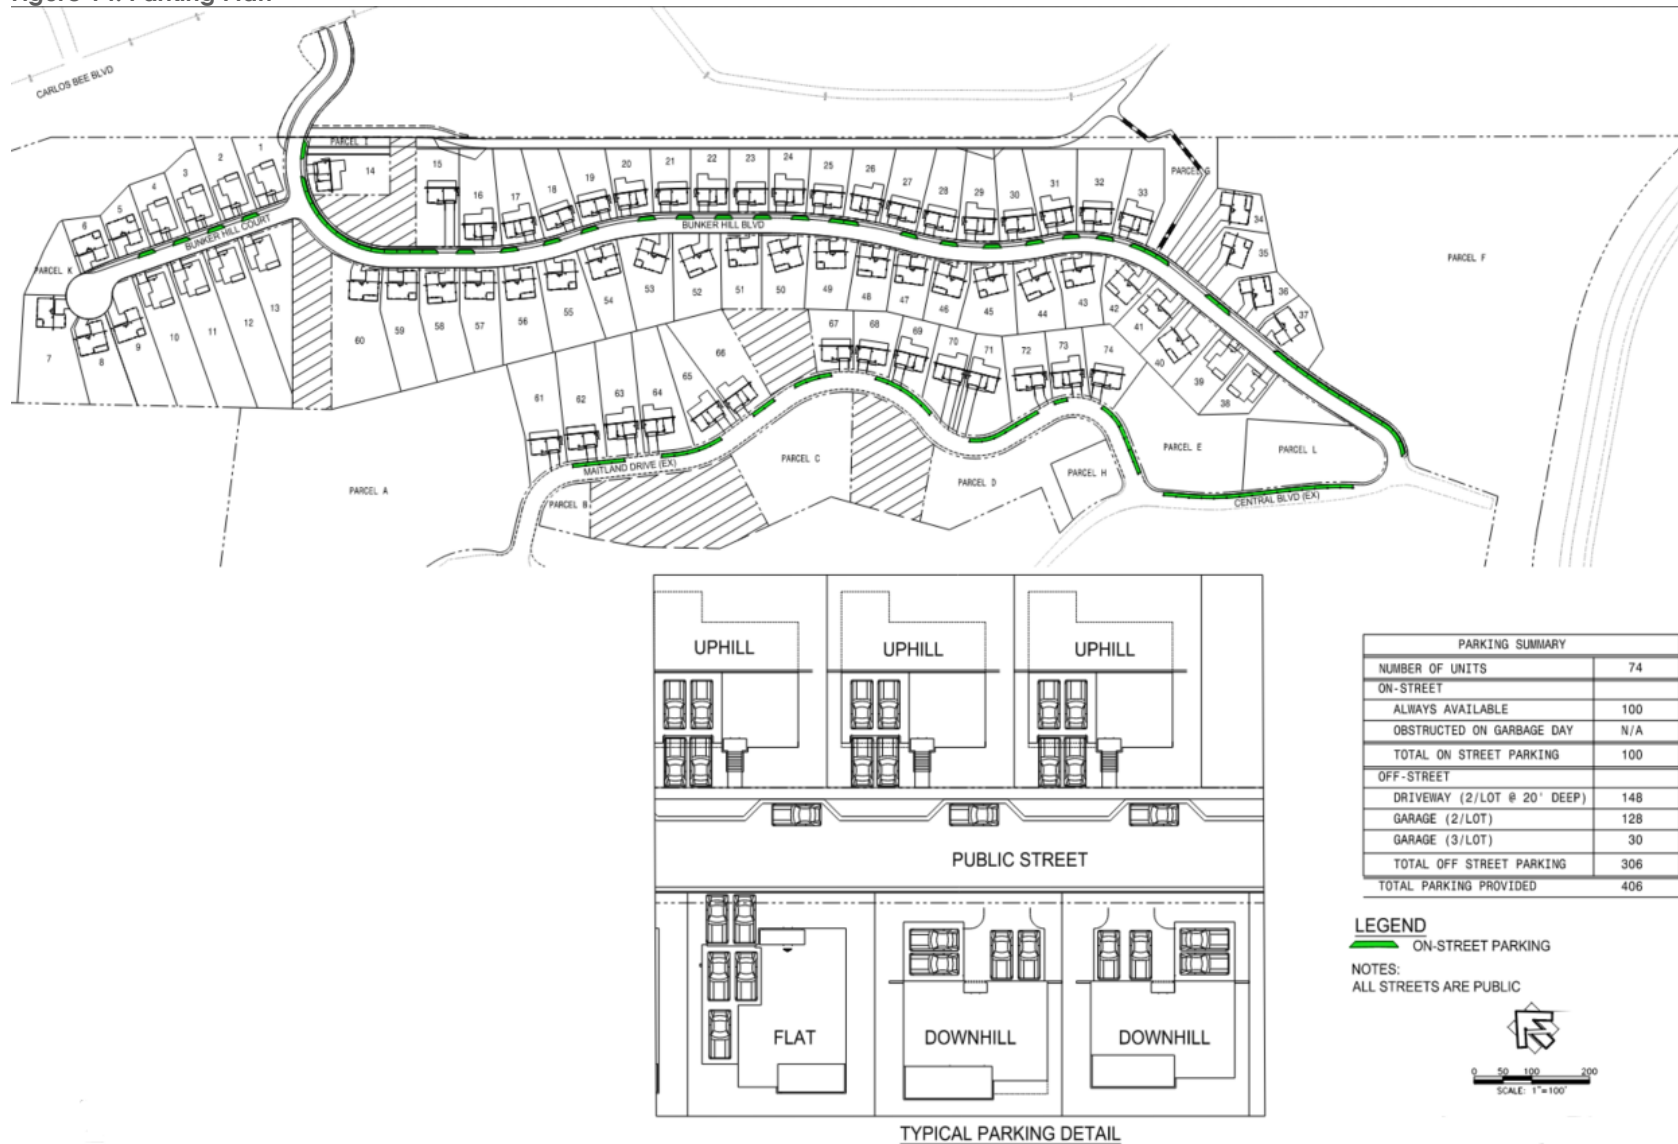 CARLOS BEE BLVD
PARCEL I
1
2
3
4
5
6
14
15
16
17
18
19
20
21
22
23
24
25
26
27
28
29
30
31
32
33
PARCEL G
34
35
36
37
PARCEL F
BUNKER HILL COURT
BUNKER HILL BLVD
PARCEL K
7
8
9
10
11
12
13
60
59
58
57
56
55
54
53
52
51
50
49
48
47
46
45
44
43
42
41
40
39
38
61
62
63
64
65
66
67
68
69
70
71
72
73
74
MAITLAND DRIVE (EX)
PARCEL A
PARCEL B
PARCEL C
PARCEL D
PARCEL H
PARCEL E
PARCEL L
CENTRAL BLVD (EX)
UPHILL
UPHILL
UPHILL
PUBLIC STREET
FLAT
DOWNHILL
DOWNHILL
TYPICAL PARKING DETAIL
PARKING SUMMARY
NUMBER OF UNITS 74
ON-STREET
ALWAYS AVAILABLE 100
OBSTRUCTED ON GARBAGE DAY N/A
TOTAL ON STREET PARKING 100
OFF-STREET
DRIVEWAY (2/LOT @ 20' DEEP) 148
GARAGE (2/LOT) 128
GARAGE (3/LOT) 30
TOTAL OFF STREET PARKING 306
TOTAL PARKING PROVIDED 406
LEGEND
ON-STREET PARKING
NOTES:
ALL STREETS ARE PUBLIC
0 50 100 200
SCALE: 1"=100'